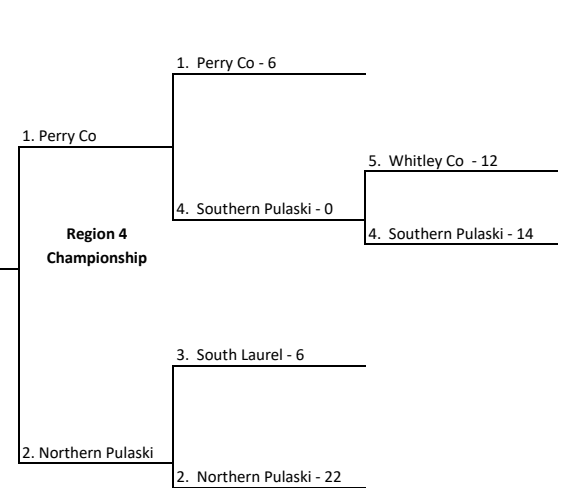 1. Perry Co - 6
1. Perry Co
5. Whitley Co - 12
4. Southern Pulaski - 0
4. Southern Pulaski - 14
Region 4
Championship
3. South Laurel - 6
2. Northern Pulaski
2. Northern Pulaski - 22